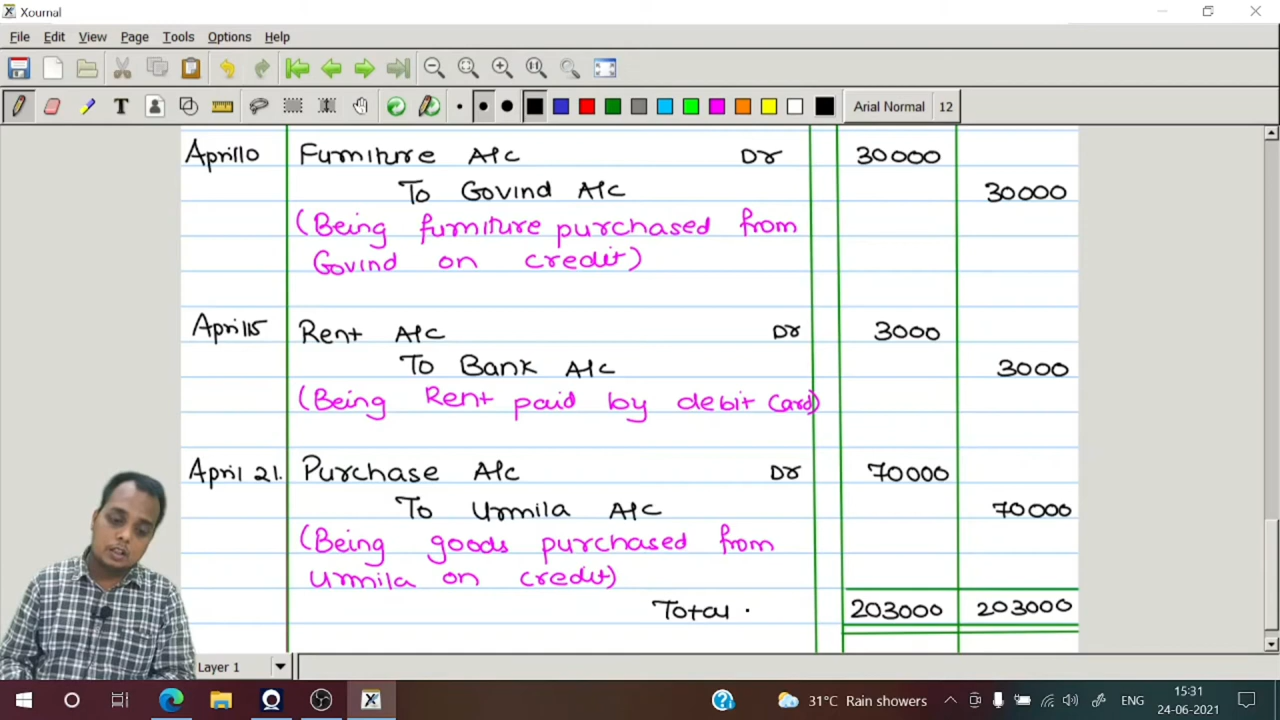 Xournal
File Edit View Page Tools Options Help
T Arial Normal 12
April10 Furniture A/c Dr 30000
To Govind A/c 30000
(Being furniture purchased from
Govind on credit)
April15 Rent A/c Dr 3000
To Bank A/c 3000
(Being Rent paid by debit Card)
April 21. Purchase A/c Dr 70000
To Urmila A/c 70000
(Being goods purchased from
Urmila on credit)
Total . 203000 203000
Layer 1
31°C Rain showers ENG 15:31
24-06-2021